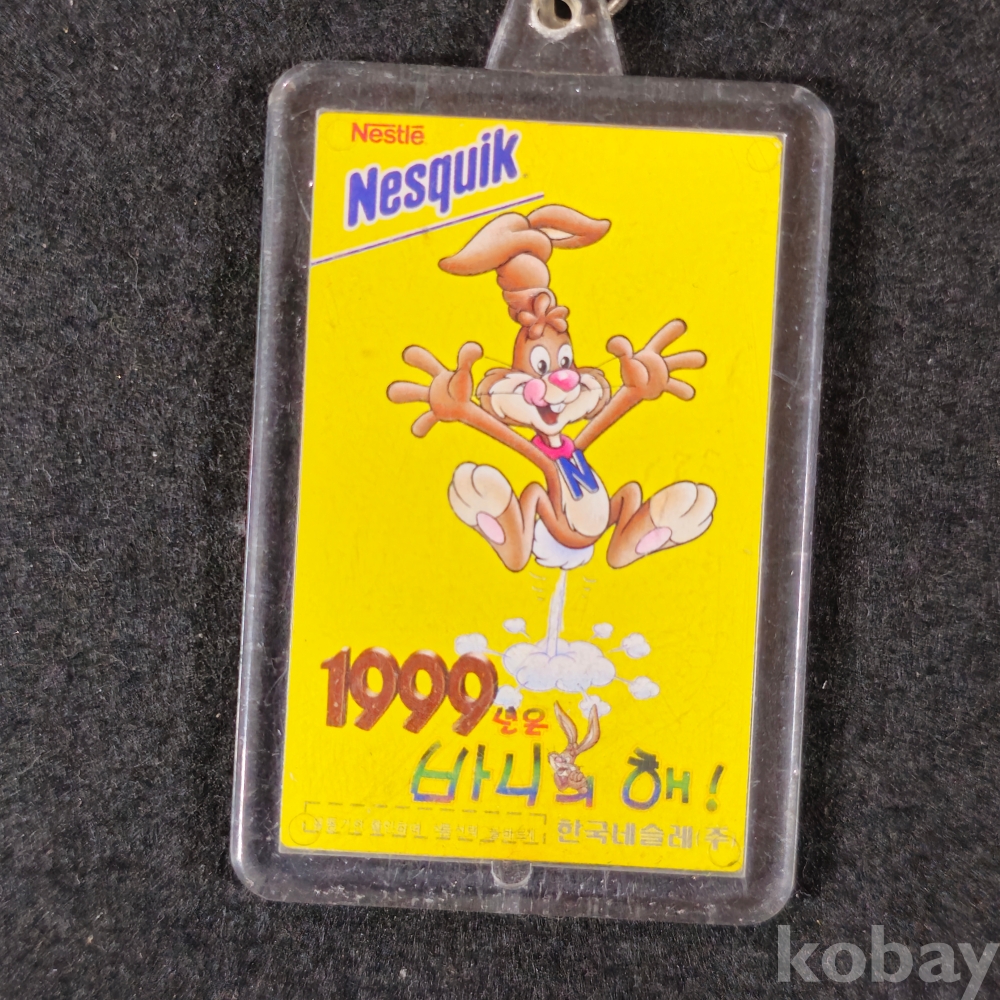 Nestlé
Nesquik
N
1999년은
바니의 해!
한국네슬레(주)
kobay